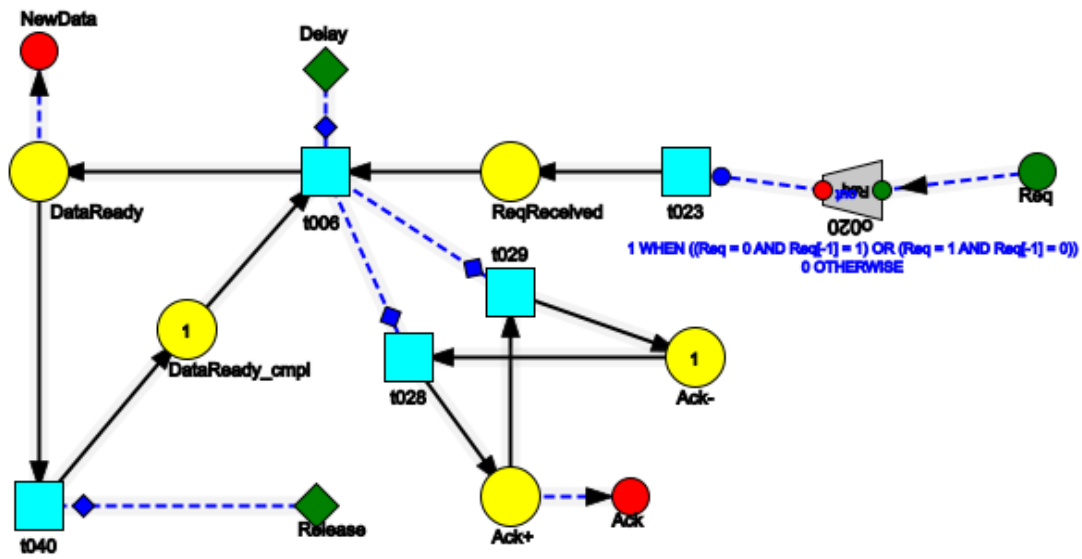 NewData
Delay
DataReady
t006
ReqReceived
t023
Req
o020
1 WHEN ((Req = 0 AND Req[-1] = 1) OR (Req = 1 AND Req[-1] = 0))
0 OTHERWISE
t029
1
DataReady_cmpl
t028
1
Ack-
t040
Release
Ack+
Ack